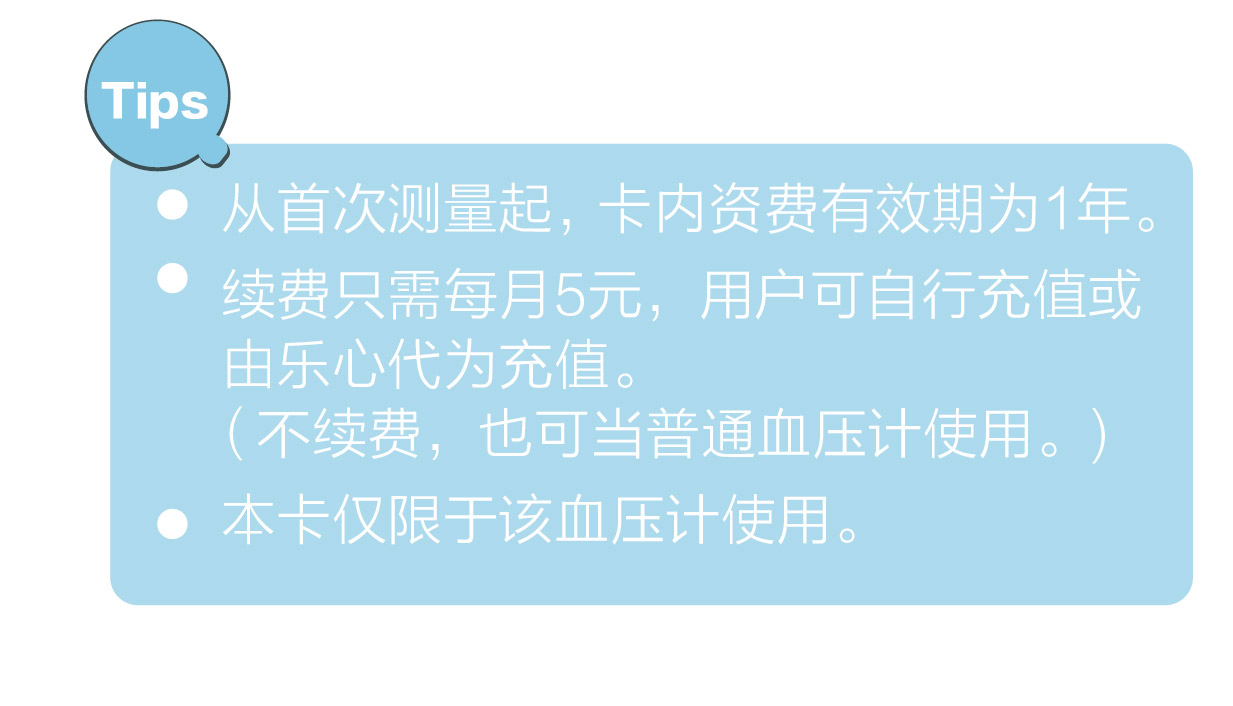 Tips
● 从首次测量起，卡内资费有效期为1年。
● 续费只需每月5元，用户可自行充值或
由乐心代为充值。
（不续费，也可当普通血压计使用。）
● 本卡仅限于该血压计使用。